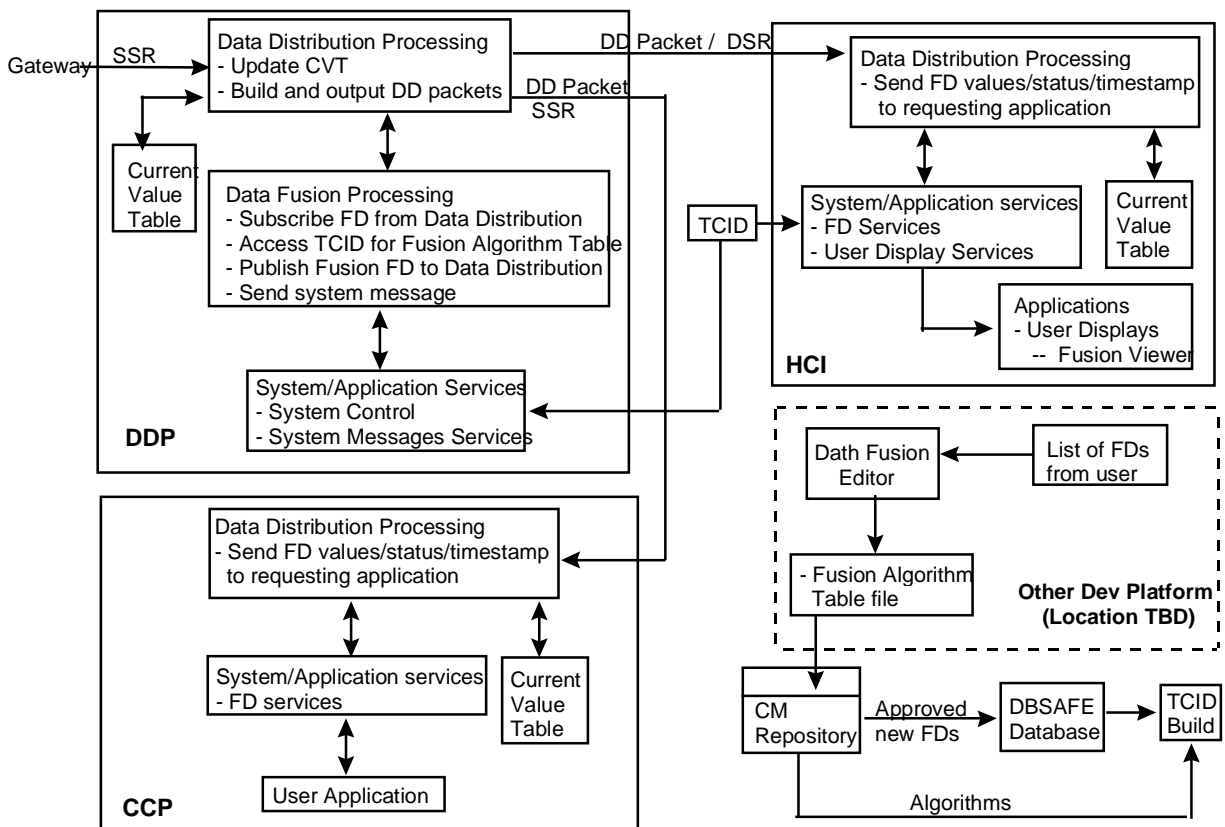 Gateway
SSR
Data Distribution Processing
- Update CVT
- Build and output DD packets
DD Packet / DSR
DD Packet
SSR
Current
Value
Table
Data Fusion Processing
- Subscribe FD from Data Distribution
- Access TCID for Fusion Algorithm Table
- Publish Fusion FD to Data Distribution
- Send system message
System/Application Services
- System Control
- System Messages Services
DDP
TCID
Data Distribution Processing
- Send FD values/status/timestamp
to requesting application
System/Application services
- FD Services
- User Display Services
Current
Value
Table
Applications
- User Displays
-- Fusion Viewer
HCI
Data Distribution Processing
- Send FD values/status/timestamp
to requesting application
System/Application services
- FD services
Current
Value
Table
User Application
CCP
Dath Fusion
Editor
List of FDs
from user
- Fusion Algorithm
Table file
Other Dev Platform
(Location TBD)
CM
Repository
Approved
new FDs
DBSAFE
Database
TCID
Build
Algorithms